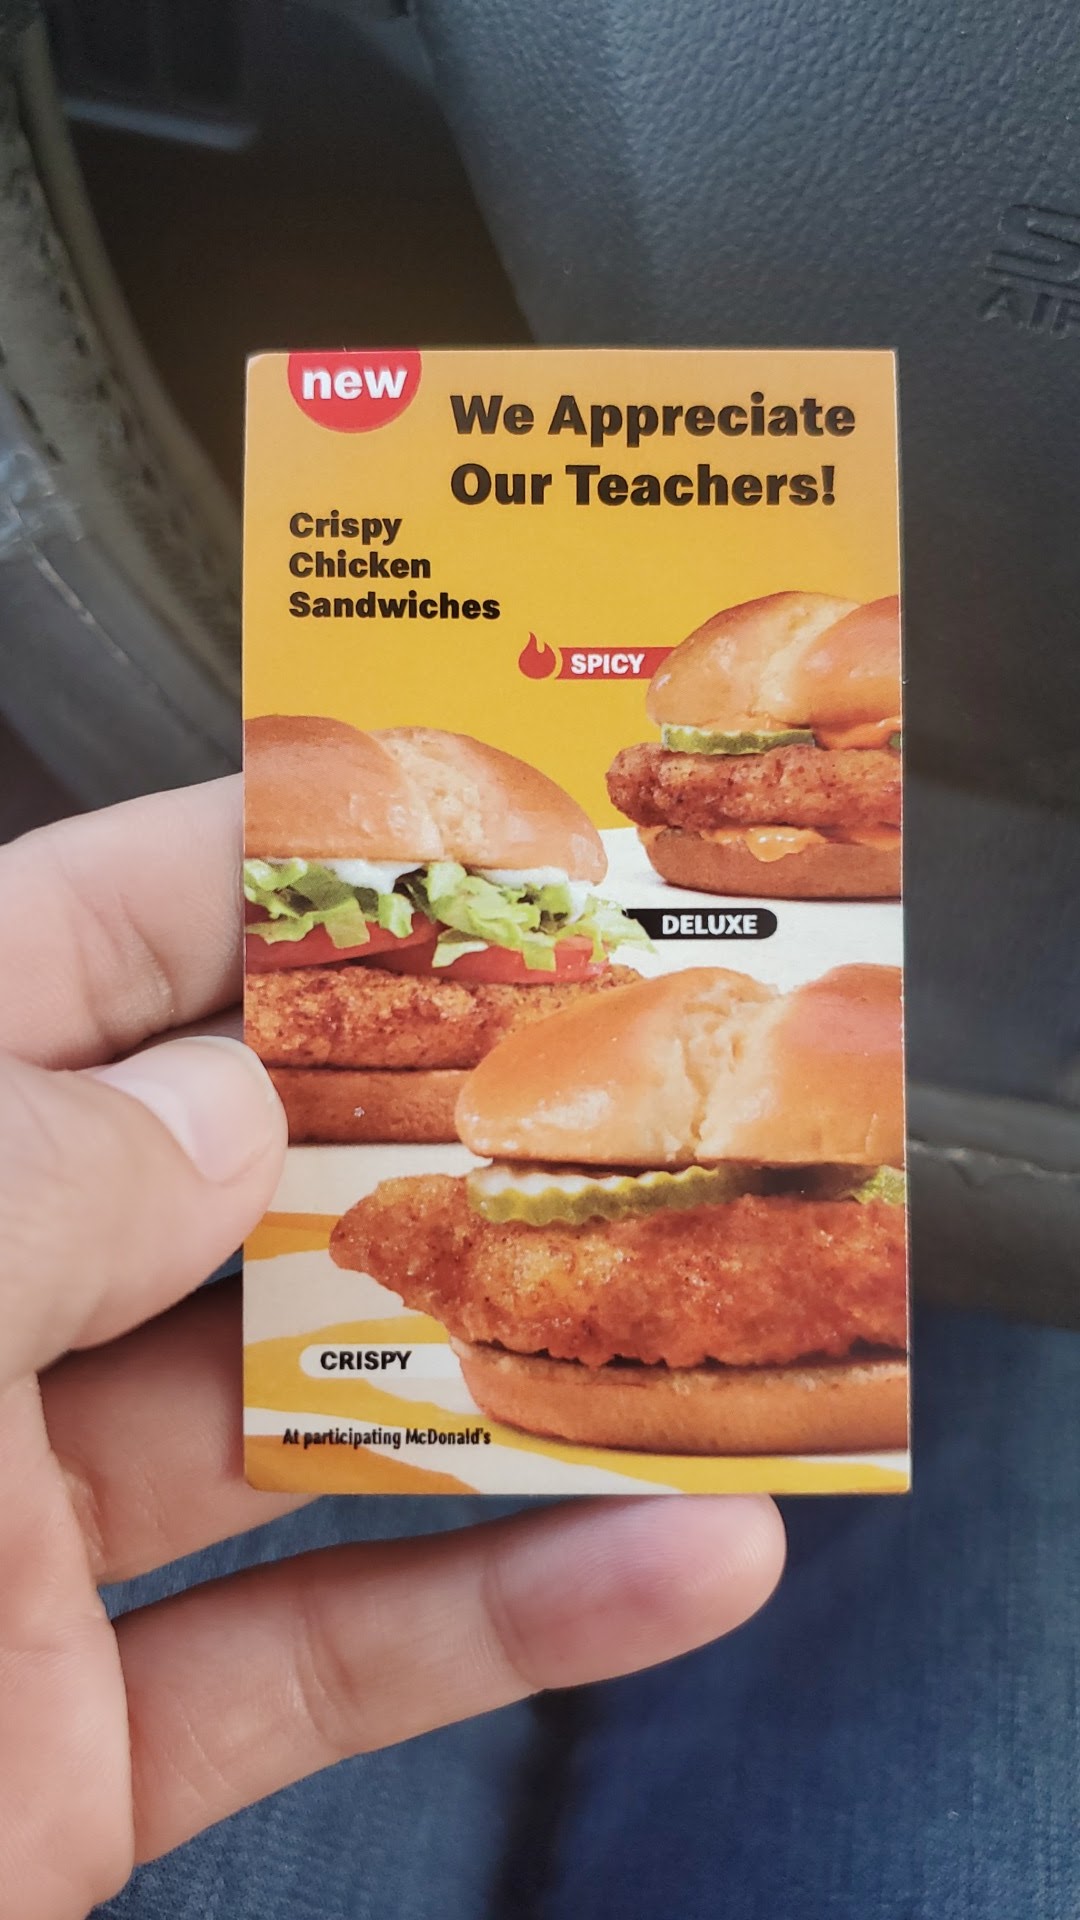 new
We Appreciate
Our Teachers!
Crispy
Chicken
Sandwiches
SPICY
DELUXE
CRISPY
At participating McDonald's